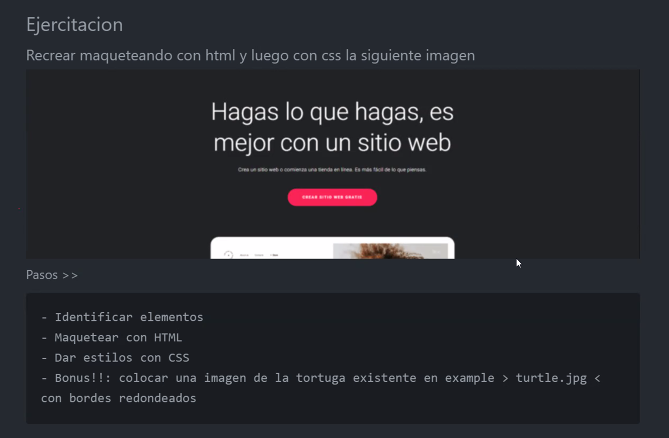 Ejercitacion
Recrear maqueteando con html y luego con css la siguiente imagen
Hagas lo que hagas, es
mejor con un sitio web
Crea un sitio web o comienza una tienda en línea. Es más fácil de lo que piensas.
CREAR SITIO WEB GRATIS
Pasos >>
- Identificar elementos
- Maquetear con HTML
- Dar estilos con CSS
- Bonus!!: colocar una imagen de la tortuga existente en example > turtle.jpg <
con bordes redondeados